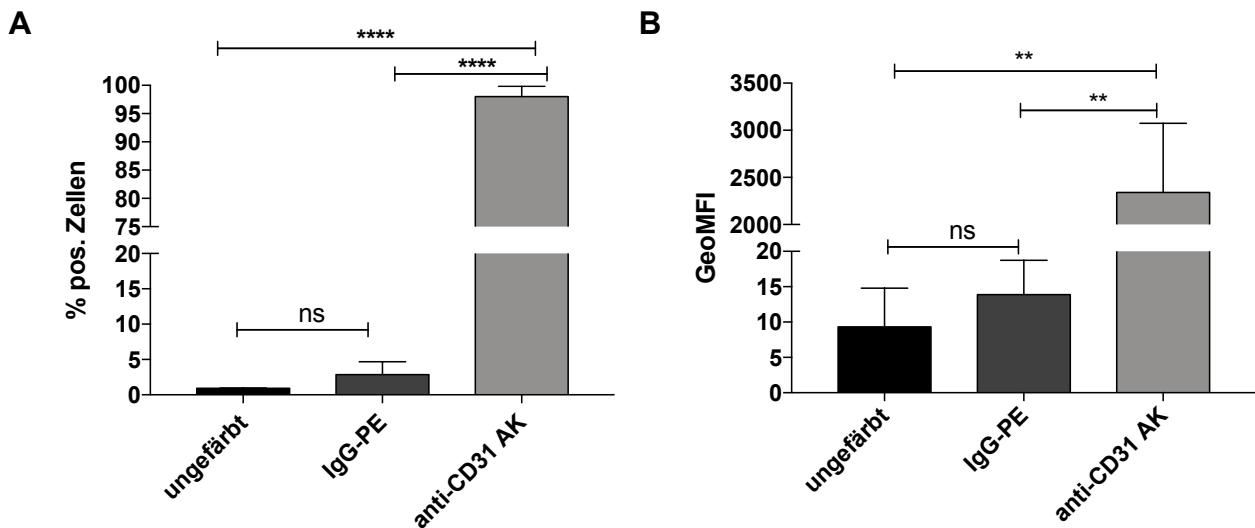 A
****
****
100
95
90
85
80
75
20
15
10
5
0
% pos. Zellen
ns
ungefärbt
IgG-PE
anti-CD31 AK
B
**
**
3500
3000
2500
2000
20
15
10
5
0
GeoMFI
ns
ungefärbt
IgG-PE
anti-CD31 AK